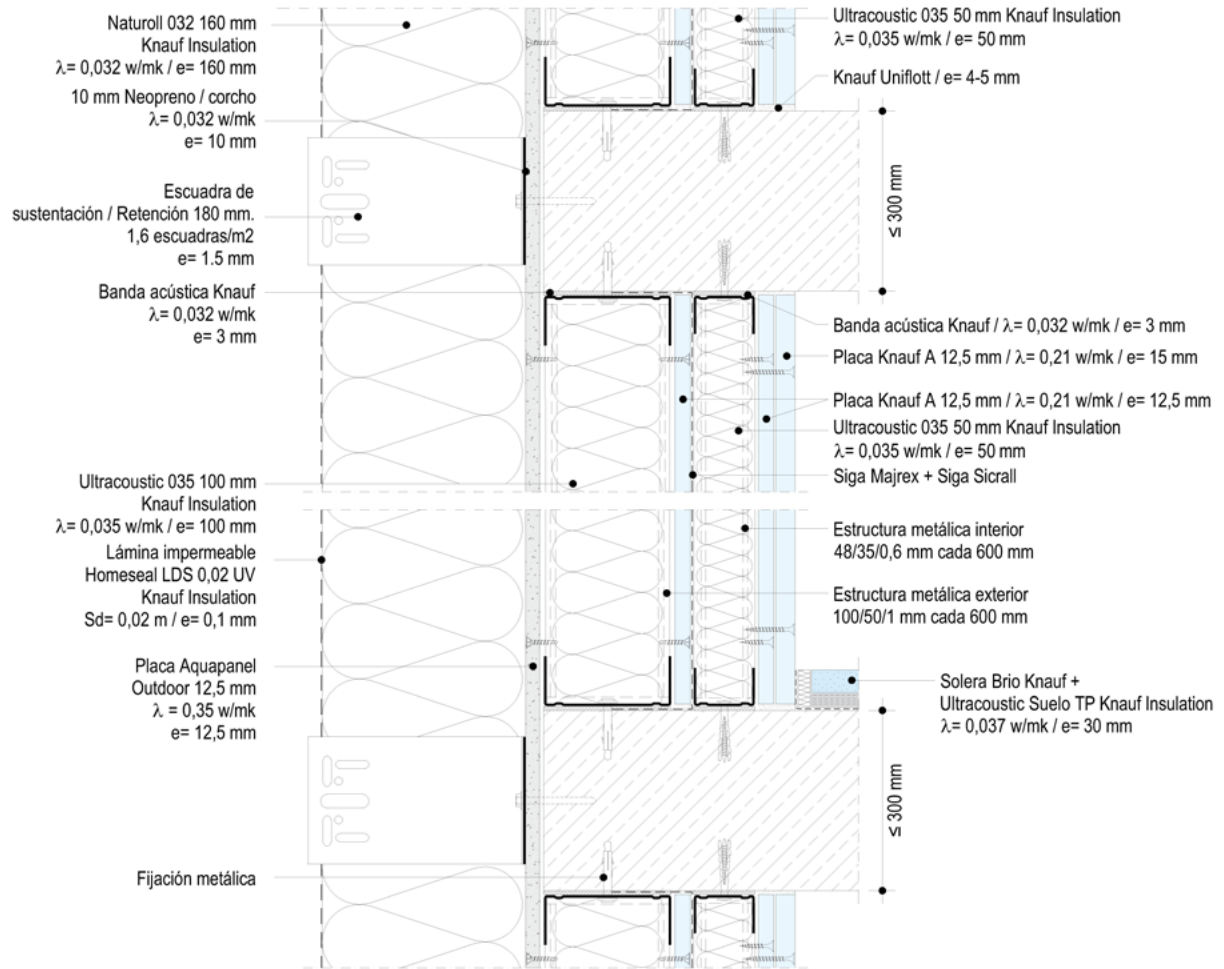 Naturoll 032 160 mm
Knauf Insulation
λ= 0,032 w/mk / e= 160 mm
10 mm Neopreno / corcho
λ= 0,032 w/mk
e= 10 mm
Escuadra de
sustentación / Retención 180 mm.
1,6 escuadras/m2
e= 1.5 mm
Banda acústica Knauf
λ= 0,032 w/mk
e= 3 mm
Ultracoustic 035 100 mm
Knauf Insulation
λ= 0,035 w/mk / e= 100 mm
Lámina impermeable
Homeseal LDS 0,02 UV
Knauf Insulation
Sd= 0,02 m / e= 0,1 mm
Placa Aquapanel
Outdoor 12,5 mm
λ = 0,35 w/mk
e= 12,5 mm
Fijación metálica
Ultracoustic 035 50 mm Knauf Insulation
λ= 0,035 w/mk / e= 50 mm
Knauf Uniflott / e= 4-5 mm
≤ 300 mm
Banda acústica Knauf / λ= 0,032 w/mk / e= 3 mm
Placa Knauf A 12,5 mm / λ= 0,21 w/mk / e= 15 mm
Placa Knauf A 12,5 mm / λ= 0,21 w/mk / e= 12,5 mm
Ultracoustic 035 50 mm Knauf Insulation
λ= 0,035 w/mk / e= 50 mm
Siga Majrex + Siga Sicrall
Estructura metálica interior
48/35/0,6 mm cada 600 mm
Estructura metálica exterior
100/50/1 mm cada 600 mm
Solera Brio Knauf +
Ultracoustic Suelo TP Knauf Insulation
λ= 0,037 w/mk / e= 30 mm
≤ 300 mm